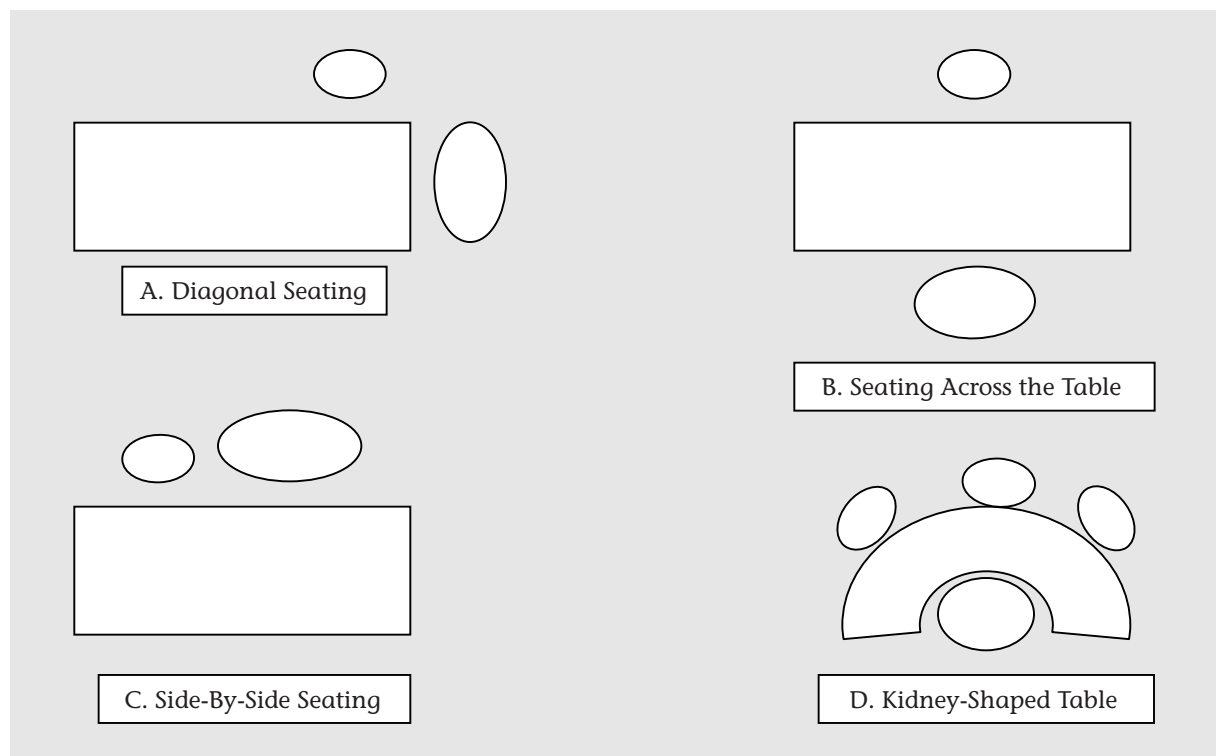 A. Diagonal Seating
B. Seating Across the Table
C. Side-By-Side Seating
D. Kidney-Shaped Table